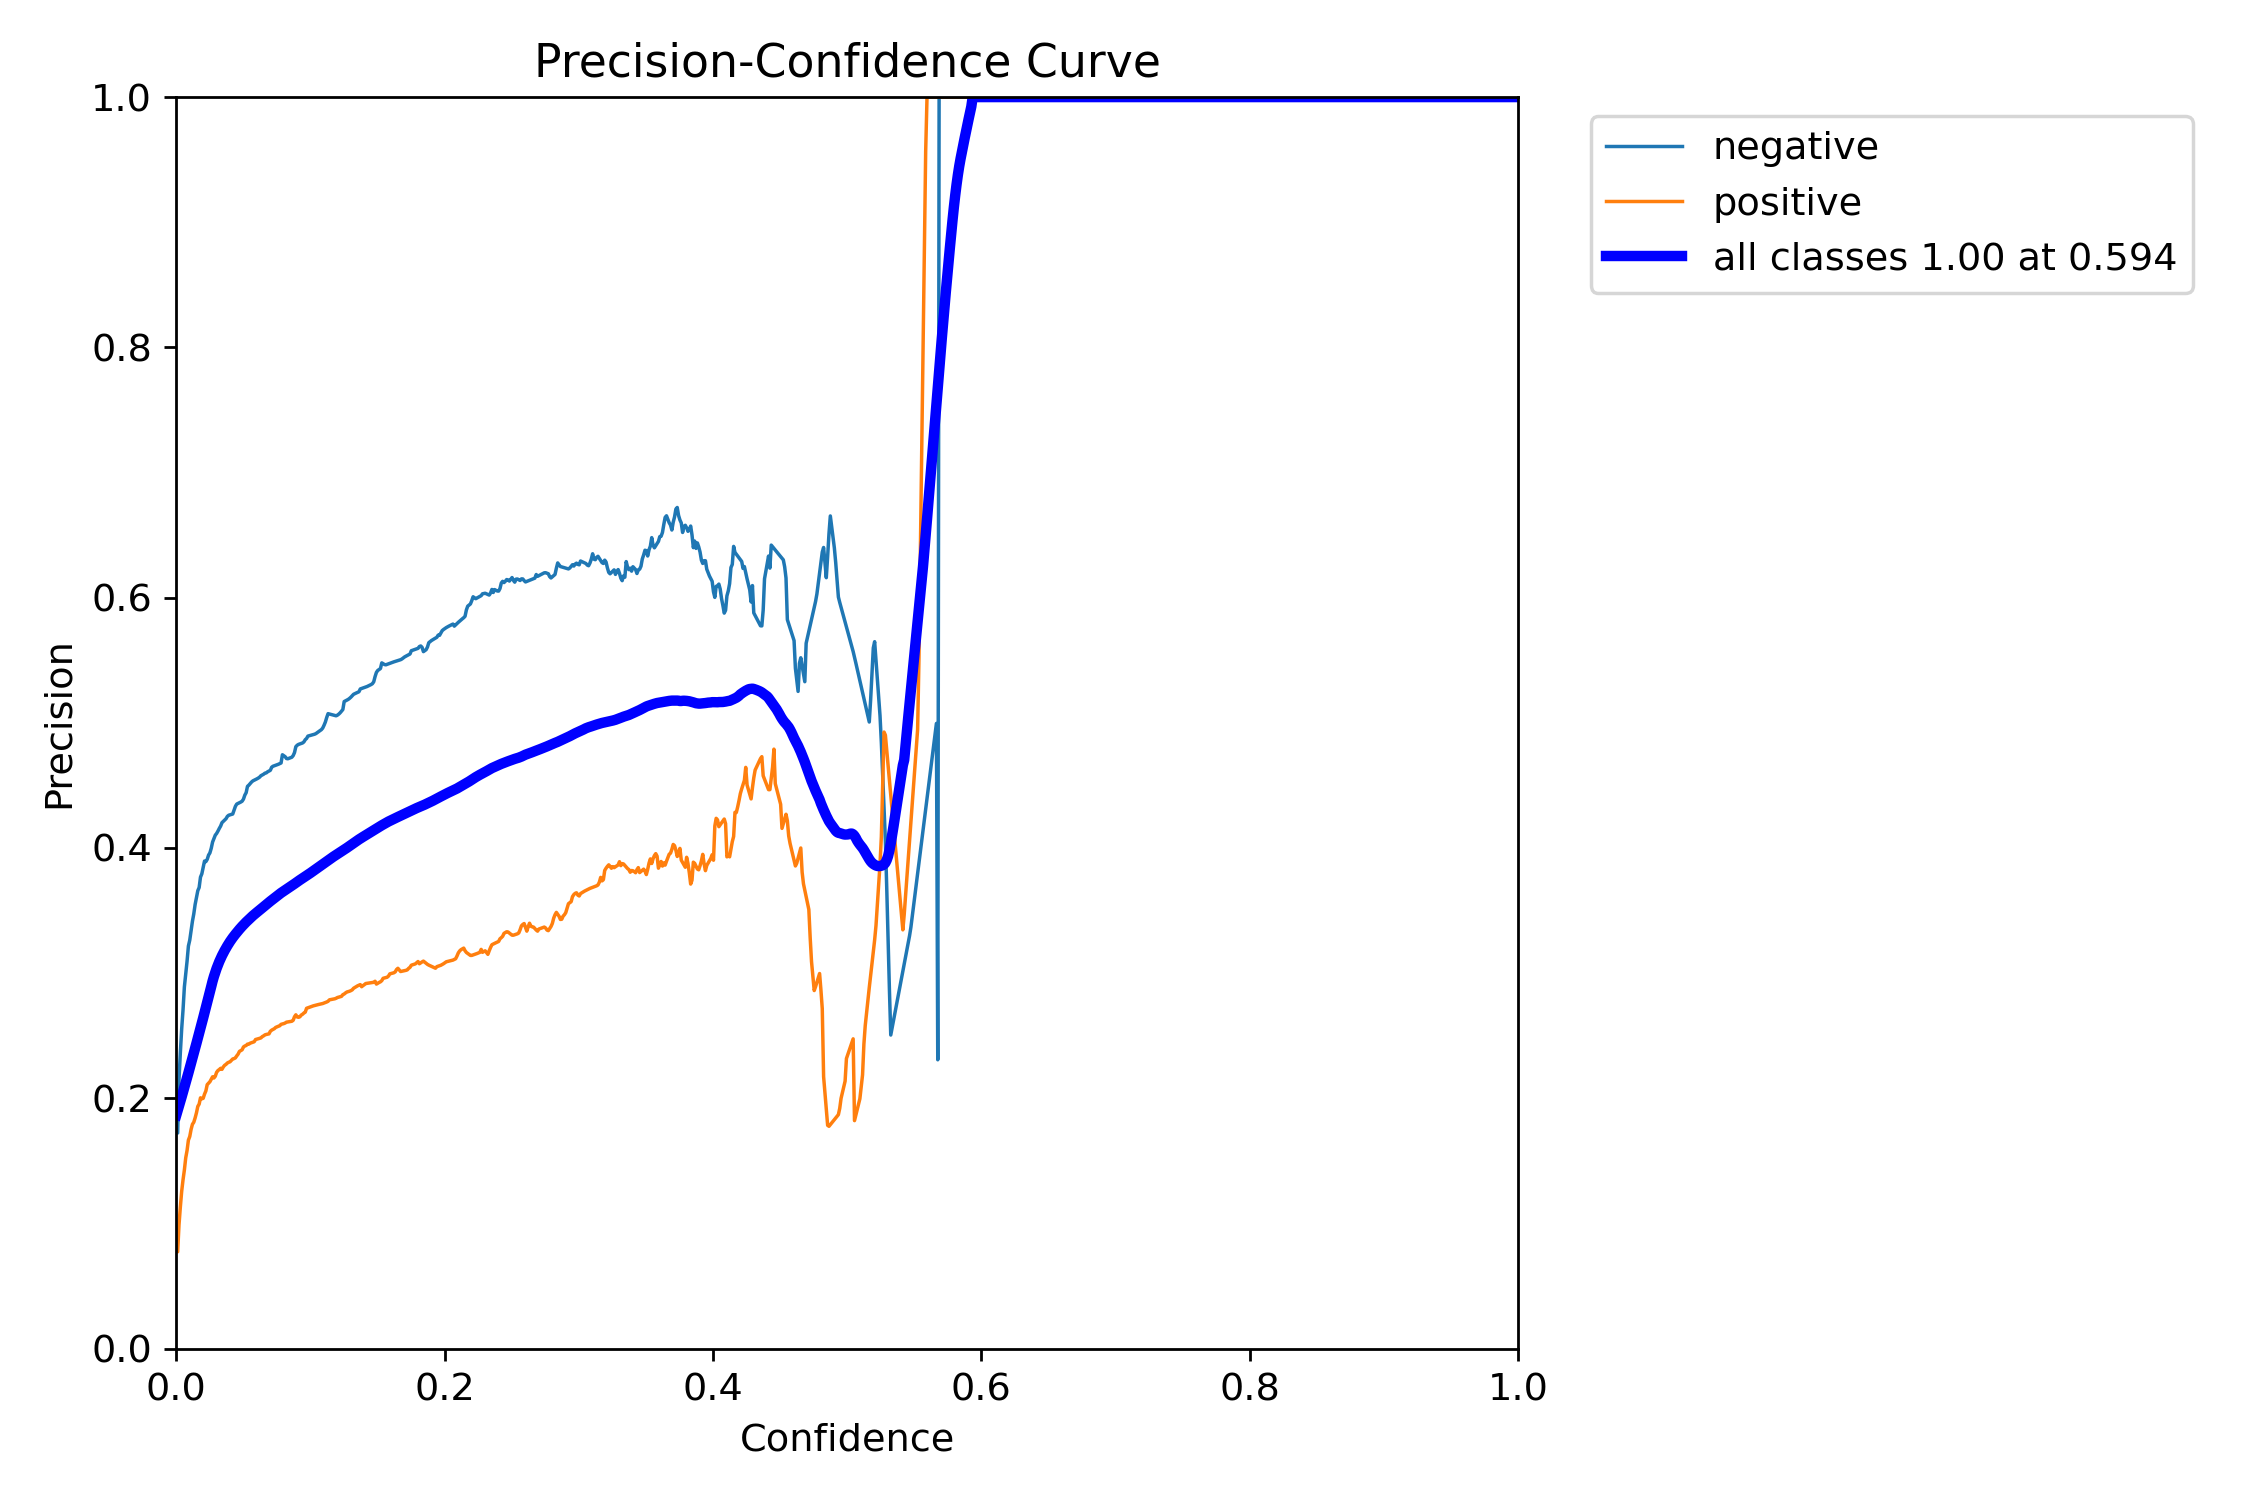 Precision-Confidence Curve
1.0
0.8
0.6
0.4
0.2
0.0
Precision
0.0 0.2 0.4 0.6 0.8 1.0
Confidence
negative
positive
all classes 1.00 at 0.594